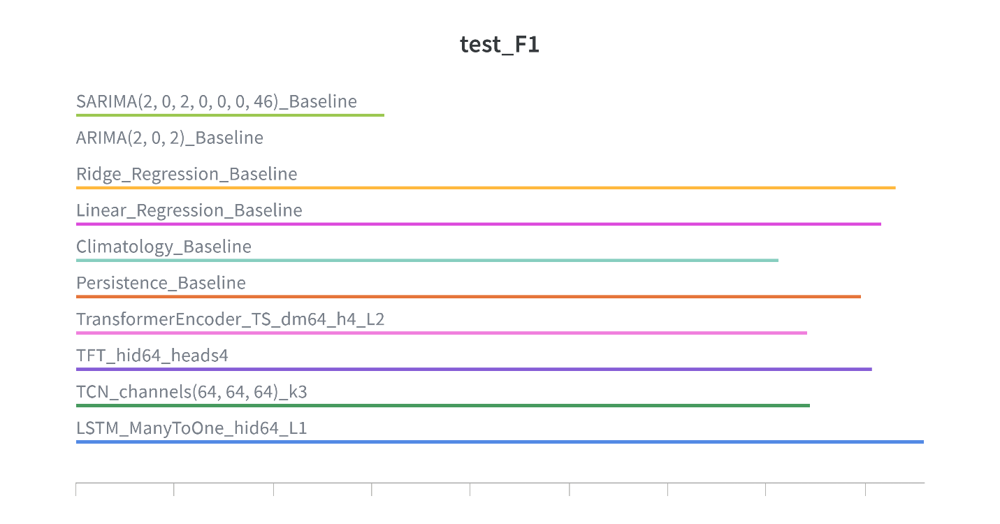 test_F1
SARIMA(2, 0, 2, 0, 0, 0, 46)_Baseline
ARIMA(2, 0, 2)_Baseline
Ridge_Regression_Baseline
Linear_Regression_Baseline
Climatology_Baseline
Persistence_Baseline
TransformerEncoder_TS_dm64_h4_L2
TFT_hid64_heads4
TCN_channels(64, 64, 64)_k3
LSTM_ManyToOne_hid64_L1